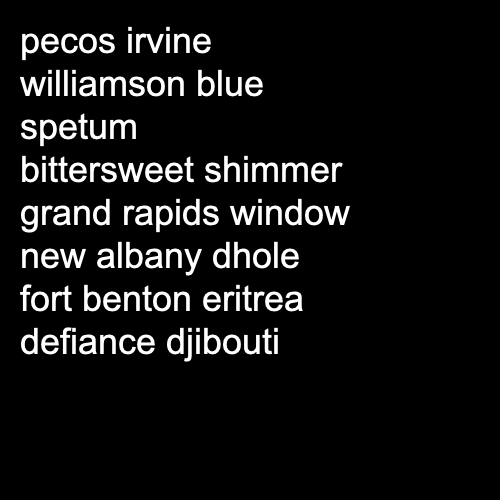 pecos irvine
williamson blue
spetum
bittersweet shimmer
grand rapids window
new albany dhole
fort benton eritrea
defiance djibouti